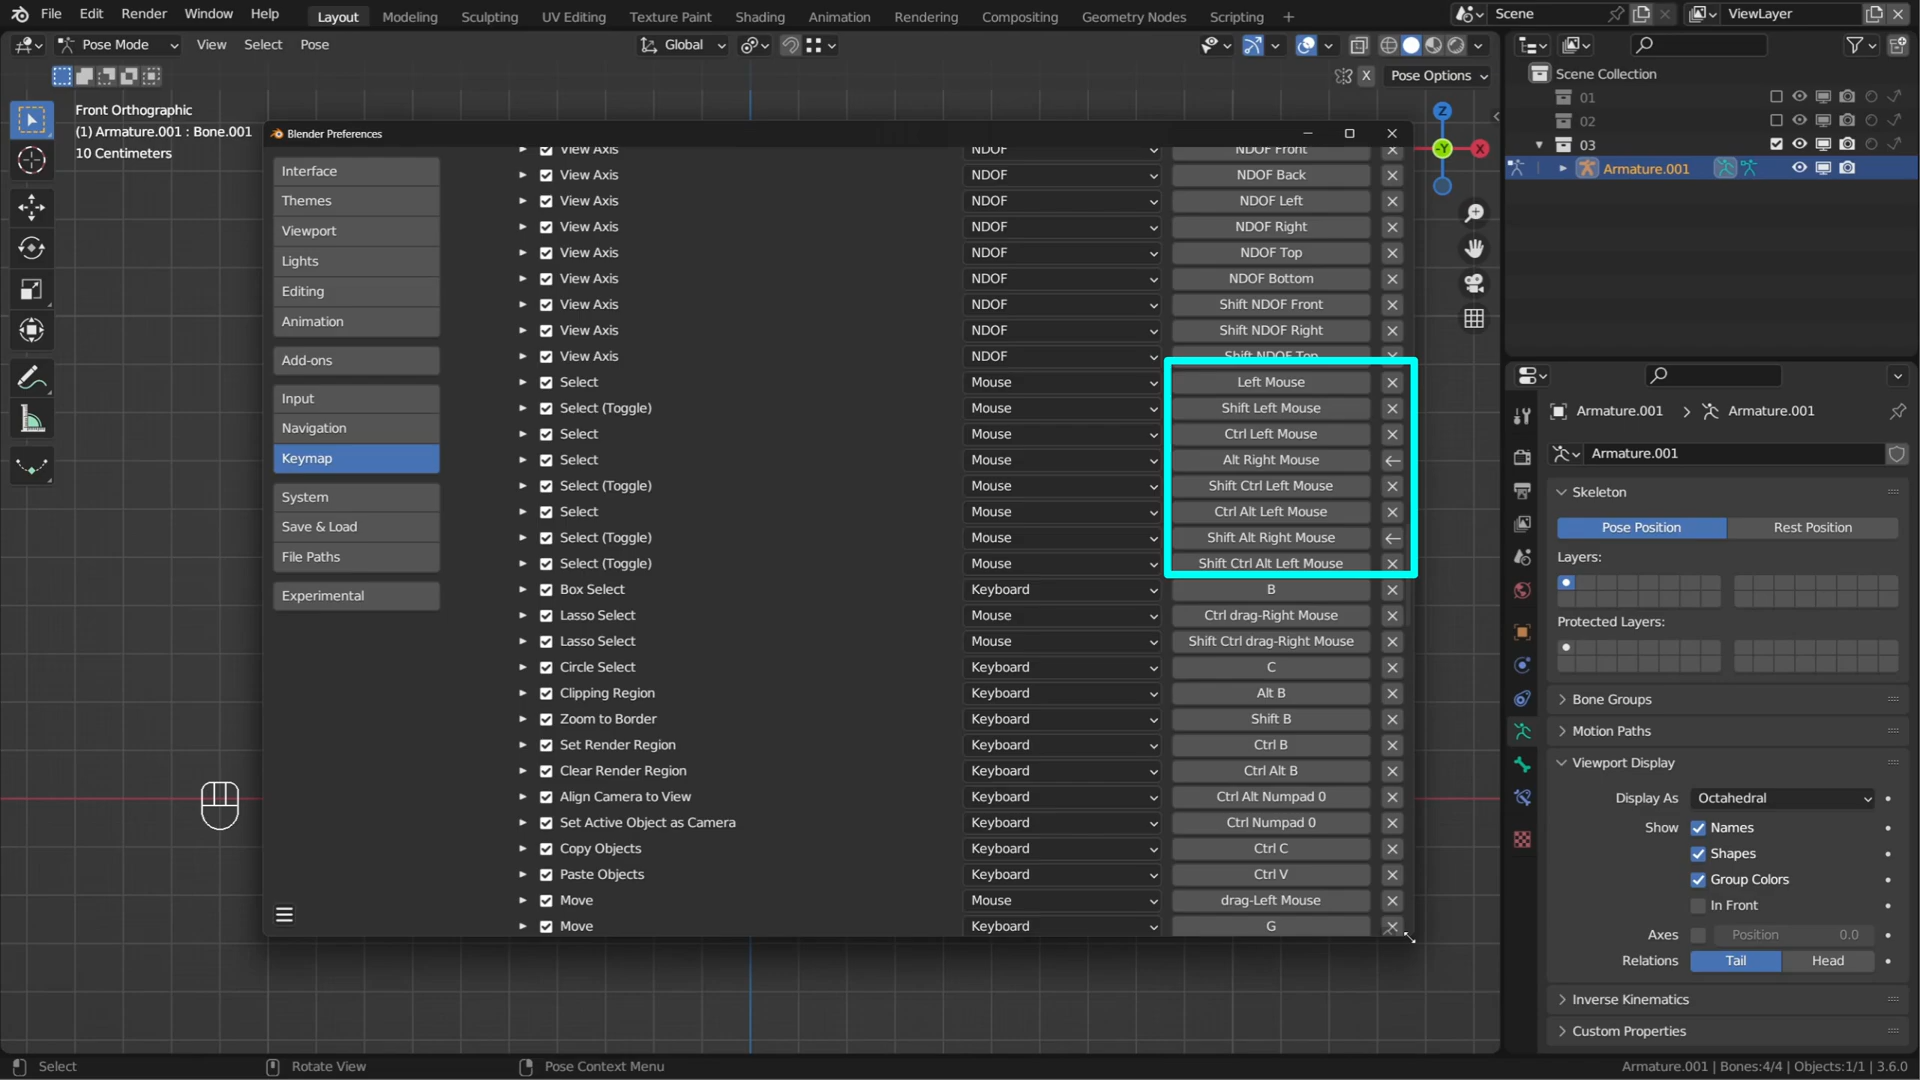 File Edit Render Window Help Layout Modeling Sculpting UV Editing Texture Paint Shading Animation Rendering Compositing Geometry Nodes Scripting + Scene ViewLayer
Pose Mode View Select Pose Global
X Pose Options
Scene Collection
Front Orthographic
(1) Armature.001 : Bone.001
10 Centimeters
01
02
03
Armature.001
Z
-Y
X
Blender Preferences
Interface
Themes
Viewport
Lights
Editing
Animation
Add-ons
Input
Navigation
Keymap
System
Save & Load
File Paths
Experimental
View Axis NDOF NDOF Front
View Axis NDOF NDOF Back
View Axis NDOF NDOF Left
View Axis NDOF NDOF Right
View Axis NDOF NDOF Top
View Axis NDOF NDOF Bottom
View Axis NDOF Shift NDOF Front
View Axis NDOF Shift NDOF Right
View Axis NDOF Shift NDOF Top
Select Mouse Left Mouse
Select (Toggle) Mouse Shift Left Mouse
Select Mouse Ctrl Left Mouse
Select Mouse Alt Right Mouse
Select (Toggle) Mouse Shift Ctrl Left Mouse
Select Mouse Ctrl Alt Left Mouse
Select (Toggle) Mouse Shift Alt Right Mouse
Select (Toggle) Mouse Shift Ctrl Alt Left Mouse
Box Select Keyboard B
Lasso Select Mouse Ctrl drag-Right Mouse
Lasso Select Mouse Shift Ctrl drag-Right Mouse
Circle Select Keyboard C
Clipping Region Keyboard Alt B
Zoom to Border Keyboard Shift B
Set Render Region Keyboard Ctrl B
Clear Render Region Keyboard Ctrl Alt B
Align Camera to View Keyboard Ctrl Alt Numpad 0
Set Active Object as Camera Keyboard Ctrl Numpad 0
Copy Objects Keyboard Ctrl C
Paste Objects Keyboard Ctrl V
Move Mouse drag-Left Mouse
Move Keyboard G
Armature.001 > Armature.001
Armature.001
Skeleton
Pose Position Rest Position
Layers:
Protected Layers:
Bone Groups
Motion Paths
Viewport Display
Display As Octahedral
Show Names
Shapes
Group Colors
In Front
Axes Position 0.0
Relations Tail Head
Inverse Kinematics
Custom Properties
Select Rotate View Pose Context Menu Armature.001 | Bones:4/4 | Objects:1/1 | 3.6.0